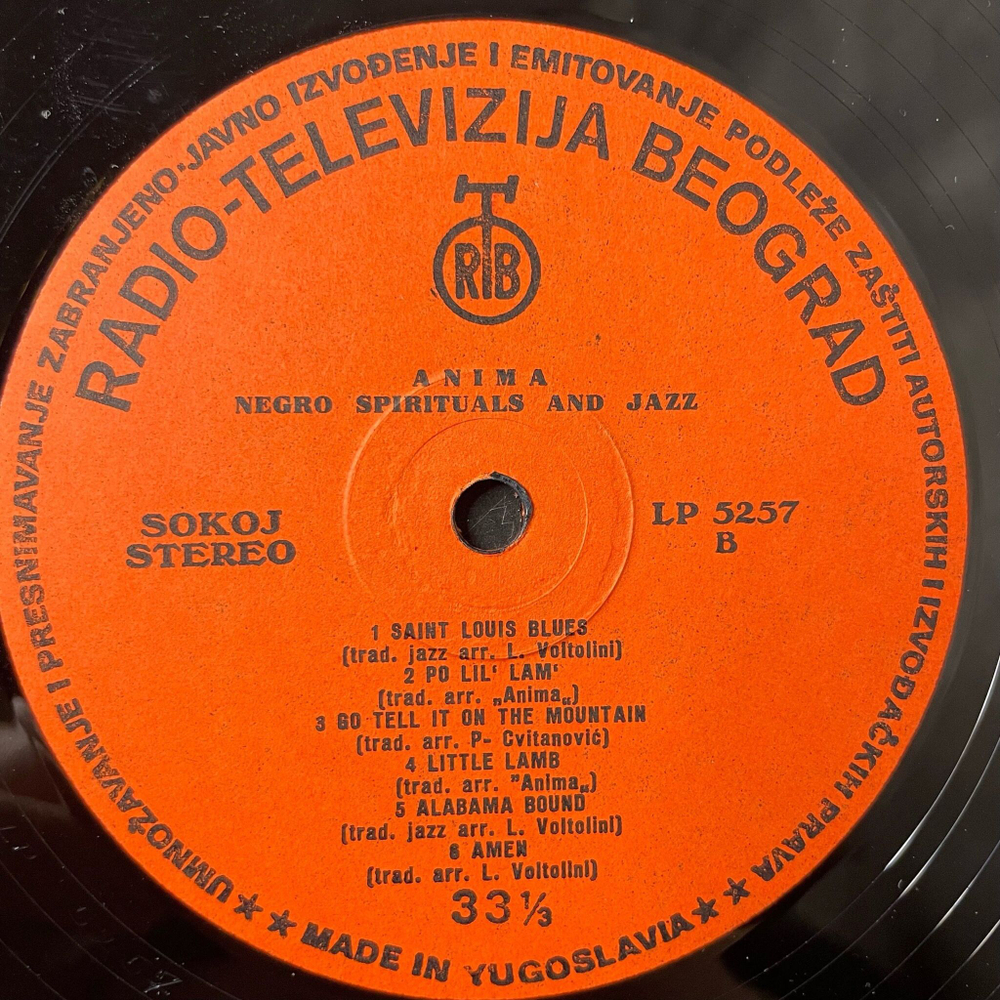 UMNOŽAVANJE I PRESNIMAVANJE ZABRANJENO·JAVNO IZVOĐENJE I EMITOVANJE PODLEŽE ZAŠTITI AUTORSKIH I IZVOĐAČKIH PRAVA
RADIO-TELEVIZIJA BEOGRAD
RTB
ANIMA
NEGRO SPIRITUALS AND JAZZ
SOKOJ
STEREO
LP 5257
B
1 SAINT LOUIS BLUES
(trad. jazz arr. L. Voltolini)
2 PO LIL‘ LAM‘
(trad. arr. „Anima„)
3 GO TELL IT ON THE MOUNTAIN
(trad. arr. P- Cvitanović)
4 LITTLE LAMB
(trad. arr. ”Anima„)
5 ALABAMA BOUND
(trad. jazz arr. L. Voltolini)
6 AMEN
(trad. arr. L. Voltolini)
33⅓
★ ★ MADE IN YUGOSLAVIA ★ ★